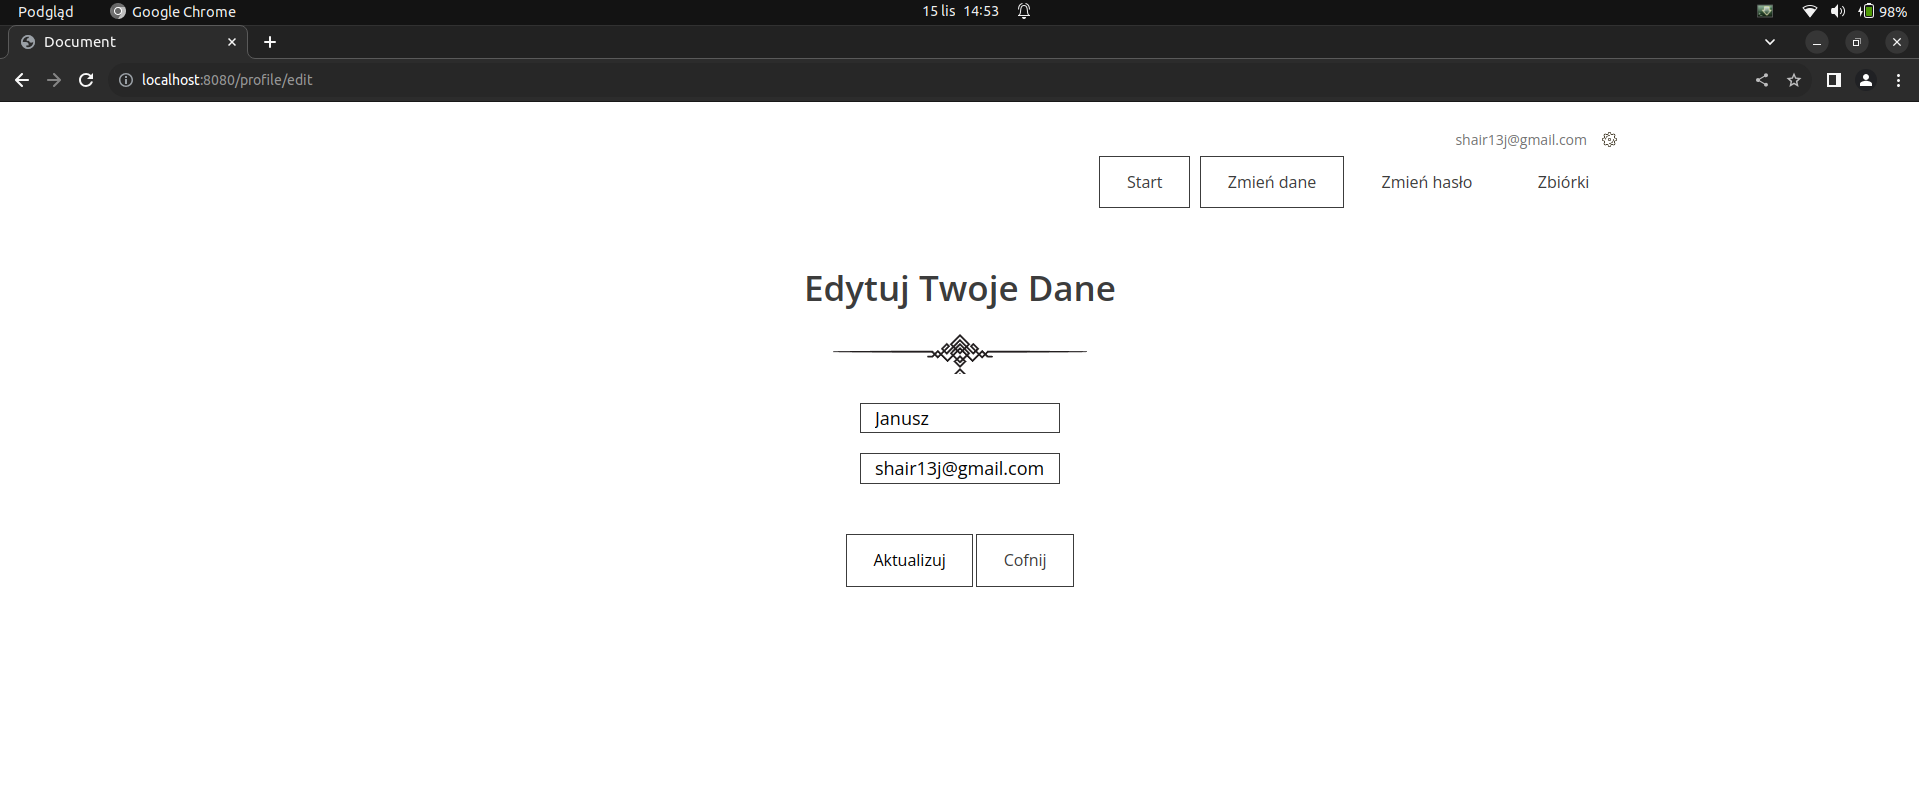 Podgląd Google Chrome 15 lis 14:53 98%
Document
localhost:8080/profile/edit
shair13j@gmail.com
Start Zmień dane Zmień hasło Zbiórki
Edytuj Twoje Dane
Janusz
shair13j@gmail.com
Aktualizuj Cofnij